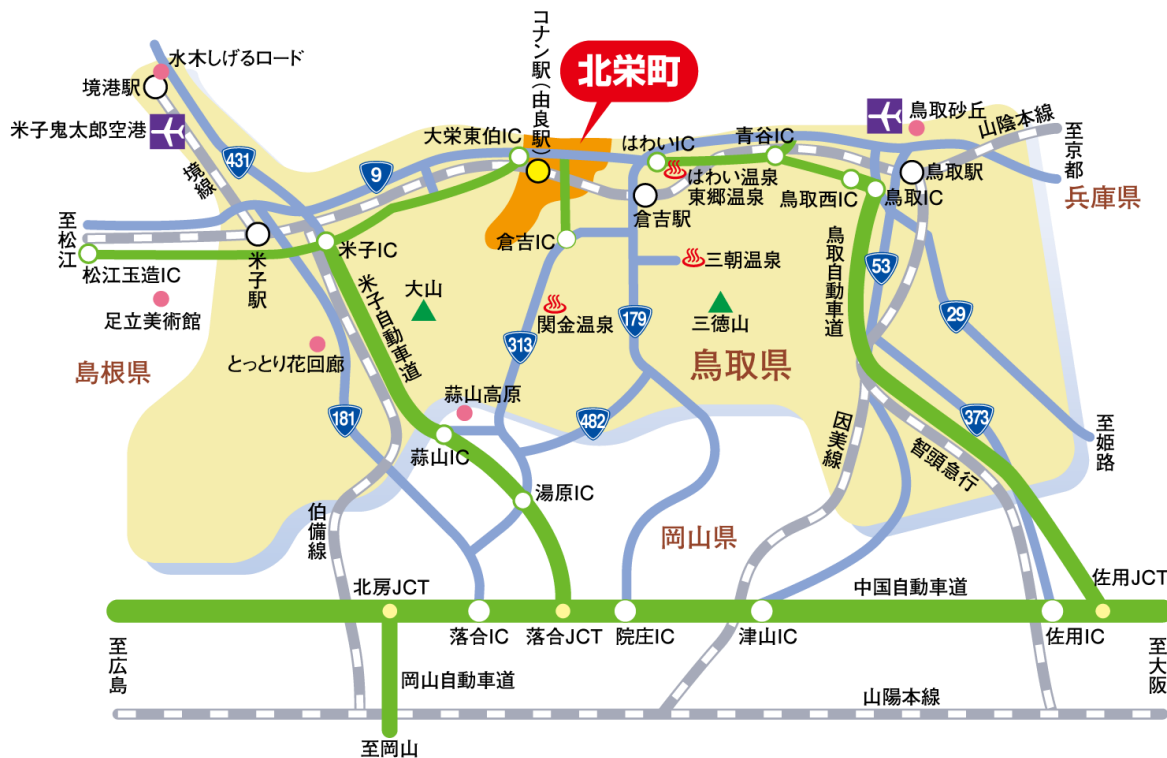 水木しげるロード
境港駅
米子鬼太郎空港
431
境線
9
コナン駅(由良駅)
北栄町
大栄東伯IC
はわいIC
青谷IC
鳥取砂丘
山陰本線
至京都
兵庫県
はわい温泉
東郷温泉
倉吉駅
鳥取西IC
鳥取IC
鳥取駅
至松江
松江玉造IC
米子駅
米子IC
倉吉IC
三朝温泉
鳥取自動車道
53
足立美術館
米子自動車道
大山
関金温泉
179
三徳山
29
島根県
とっとり花回廊
313
鳥取県
181
蒜山高原
482
373
至姫路
蒜山IC
因美線
智頭急行
湯原IC
伯備線
岡山県
北房JCT
中国自動車道
佐用JCT
落合IC
落合JCT
院庄IC
津山IC
佐用IC
至広島
岡山自動車道
山陽本線
至大阪
至岡山